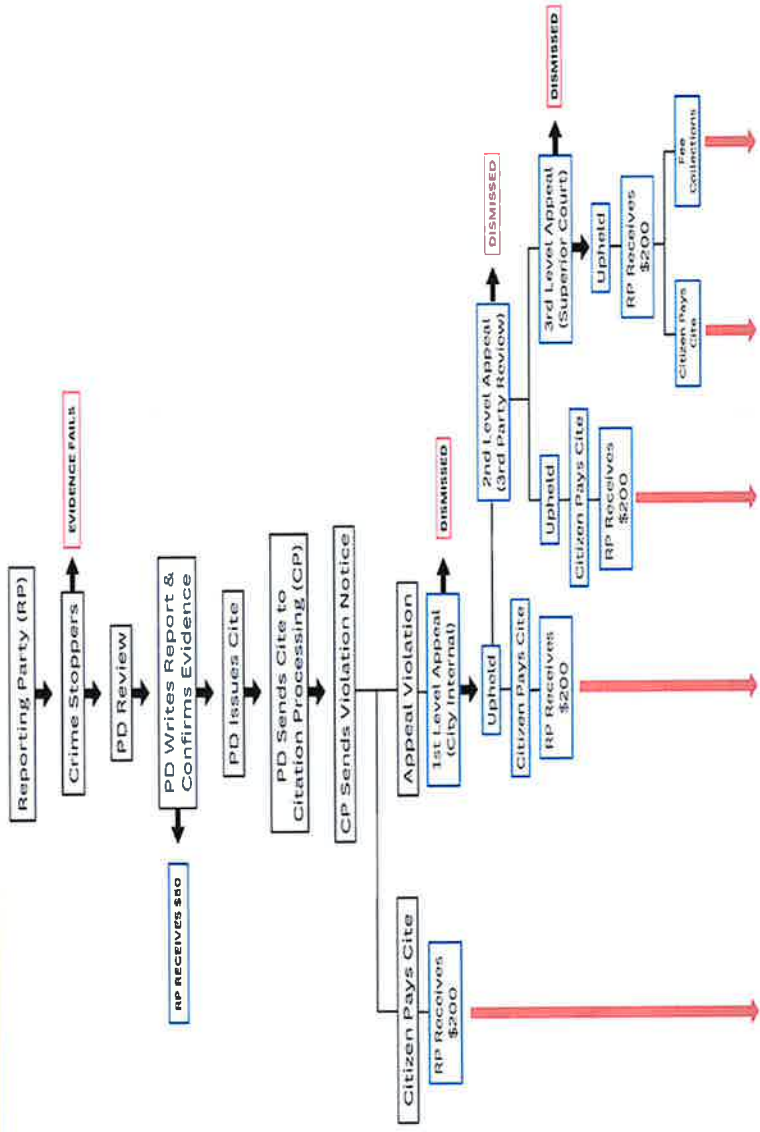 Reporting Party (RP)
Crime Stoppers
EVIDENCE FAILS
PD Review
RP RECEIVES $50
PD Writes Report &
Confirms Evidence
PD Issues Cite
PD Sends Cite to
Citation Processing (CP)
CP Sends Violation Notice
Citizen Pays Cite
RP Receives
$200
Appeal Violation
1st Level Appeal
(City Internal)
DISMISSED
Upheld
Citizen Pays Cite
RP Receives
$200
2nd Level Appeal
(3rd Party Review)
DISMISSED
Upheld
Citizen Pays Cite
RP Receives
$200
3rd Level Appeal
(Superior Court)
DISMISSED
Upheld
RP Receives
$200
Citizen Pays
Cite
Fee
Collections